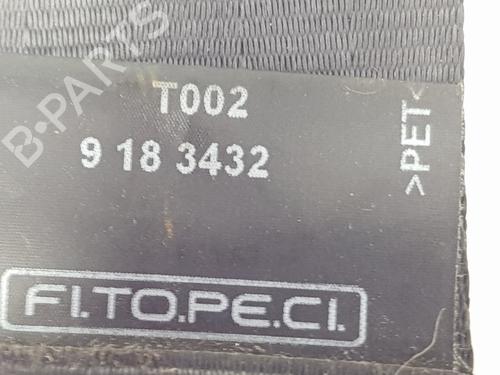 T002
9 18 3432
>PET<
FI.TO.PE.CI.
B-PARTS